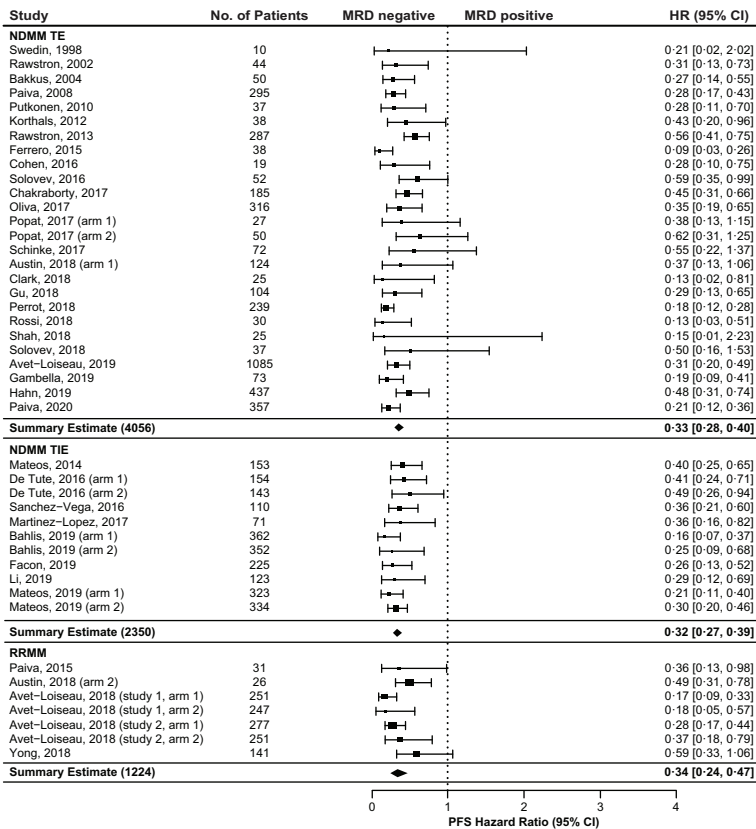 Study No. of Patients MRD negative MRD positive HR (95% CI)
NDMM TE
Swedin, 1998 10 0·21 [0·02, 2·02]
Rawstron, 2002 44 0·31 [0·13, 0·73]
Bakkus, 2004 50 0·27 [0·14, 0·55]
Paiva, 2008 295 0·28 [0·17, 0·43]
Putkonen, 2010 37 0·28 [0·11, 0·70]
Korthals, 2012 38 0·43 [0·20, 0·96]
Rawstron, 2013 287 0·56 [0·41, 0·75]
Ferrero, 2015 38 0·09 [0·03, 0·26]
Cohen, 2016 19 0·28 [0·10, 0·75]
Solovev, 2016 52 0·59 [0·35, 0·99]
Chakraborty, 2017 185 0·45 [0·31, 0·66]
Oliva, 2017 316 0·35 [0·19, 0·65]
Popat, 2017 (arm 1) 27 0·38 [0·13, 1·15]
Popat, 2017 (arm 2) 50 0·62 [0·31, 1·25]
Schinke, 2017 72 0·55 [0·22, 1·37]
Austin, 2018 (arm 1) 124 0·37 [0·13, 1·06]
Clark, 2018 25 0·13 [0·02, 0·81]
Gu, 2018 104 0·29 [0·13, 0·65]
Perrot, 2018 239 0·18 [0·12, 0·28]
Rossi, 2018 30 0·13 [0·03, 0·51]
Shah, 2018 25 0·15 [0·01, 2·23]
Solovev, 2018 37 0·50 [0·16, 1·53]
Avet−Loiseau, 2019 1085 0·31 [0·20, 0·49]
Gambella, 2019 73 0·19 [0·09, 0·41]
Hahn, 2019 437 0·48 [0·31, 0·74]
Paiva, 2020 357 0·21 [0·12, 0·36]
Summary Estimate (4056) 0·33 [0·28, 0·40]
NDMM TIE
Mateos, 2014 153 0·40 [0·25, 0·65]
De Tute, 2016 (arm 1) 154 0·41 [0·24, 0·71]
De Tute, 2016 (arm 2) 143 0·49 [0·26, 0·94]
Sanchez−Vega, 2016 110 0·36 [0·21, 0·60]
Martinez−Lopez, 2017 71 0·36 [0·16, 0·82]
Bahlis, 2019 (arm 1) 362 0·16 [0·07, 0·37]
Bahlis, 2019 (arm 2) 352 0·25 [0·09, 0·68]
Facon, 2019 225 0·26 [0·13, 0·52]
Li, 2019 123 0·29 [0·12, 0·69]
Mateos, 2019 (arm 1) 323 0·21 [0·11, 0·40]
Mateos, 2019 (arm 2) 334 0·30 [0·20, 0·46]
Summary Estimate (2350) 0·32 [0·27, 0·39]
RRMM
Paiva, 2015 31 0·36 [0·13, 0·98]
Austin, 2018 (arm 2) 26 0·49 [0·31, 0·78]
Avet−Loiseau, 2018 (study 1, arm 1) 251 0·17 [0·09, 0·33]
Avet−Loiseau, 2018 (study 1, arm 2) 247 0·18 [0·05, 0·57]
Avet−Loiseau, 2018 (study 2, arm 1) 277 0·28 [0·17, 0·44]
Avet−Loiseau, 2018 (study 2, arm 2) 251 0·37 [0·18, 0·79]
Yong, 2018 141 0·59 [0·33, 1·06]
Summary Estimate (1224) 0·34 [0·24, 0·47]
0 1 2 3 4
PFS Hazard Ratio (95% CI)